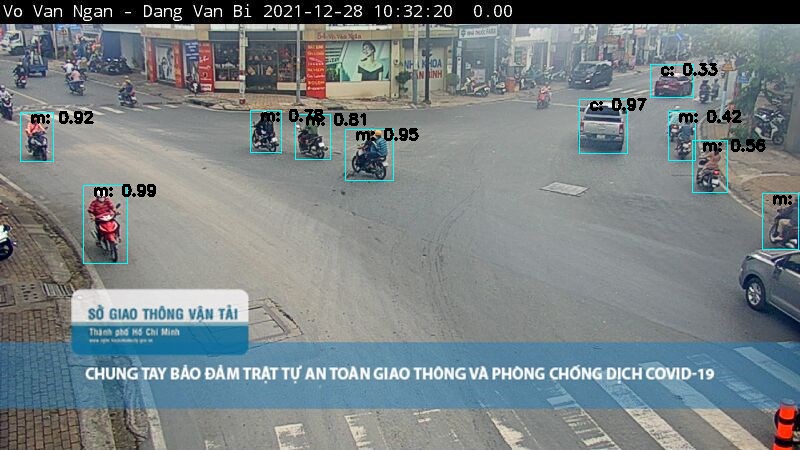 Vo Van Ngan - Dang Van Bi 2021-12-28 10:32:20 0.00
c: 0.33
m: 0.92
m: 0.78
m: 0.81
m: 0.95
c: 0.97
m: 0.42
m: 0.56
m: 0.99
m:
SỞ GIAO THÔNG VẬN TẢI
Thành phố Hồ Chí Minh
CHUNG TAY BẢO ĐẢM TRẬT TỰ AN TOÀN GIAO THÔNG VÀ PHÒNG CHỐNG DỊCH COVID-19